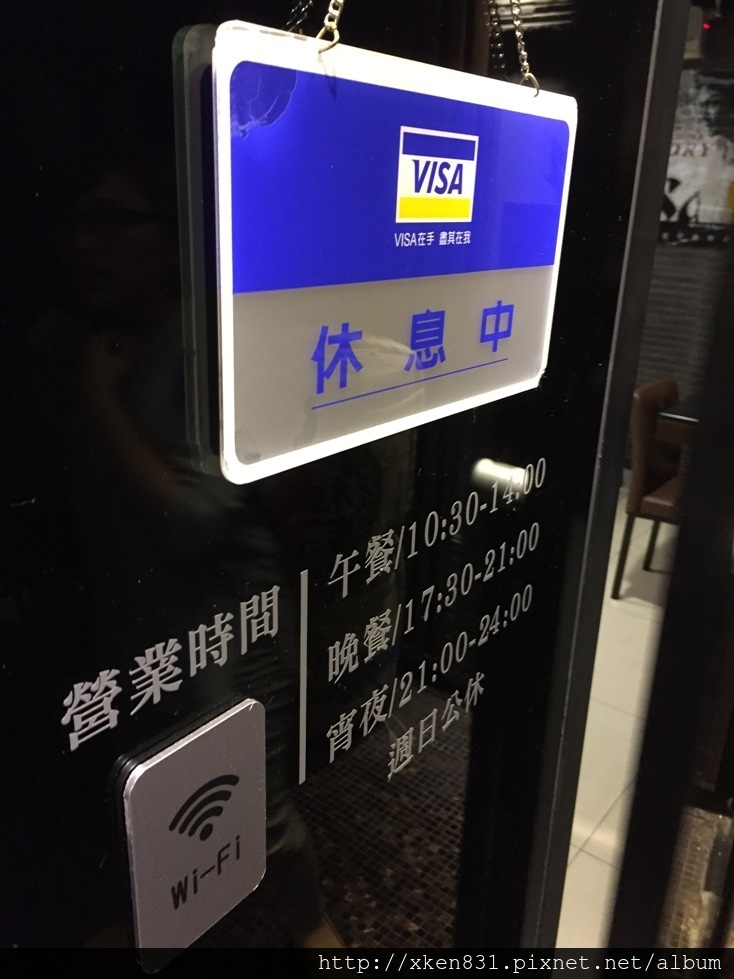 VISA
VISA在手 盡其在我
休息中
營業時間
午餐/10:30-14:00
晚餐/17:30-21:00
宵夜/21:00-24:00
週日公休
Wi-Fi
http://xken831.pixnet.net/album